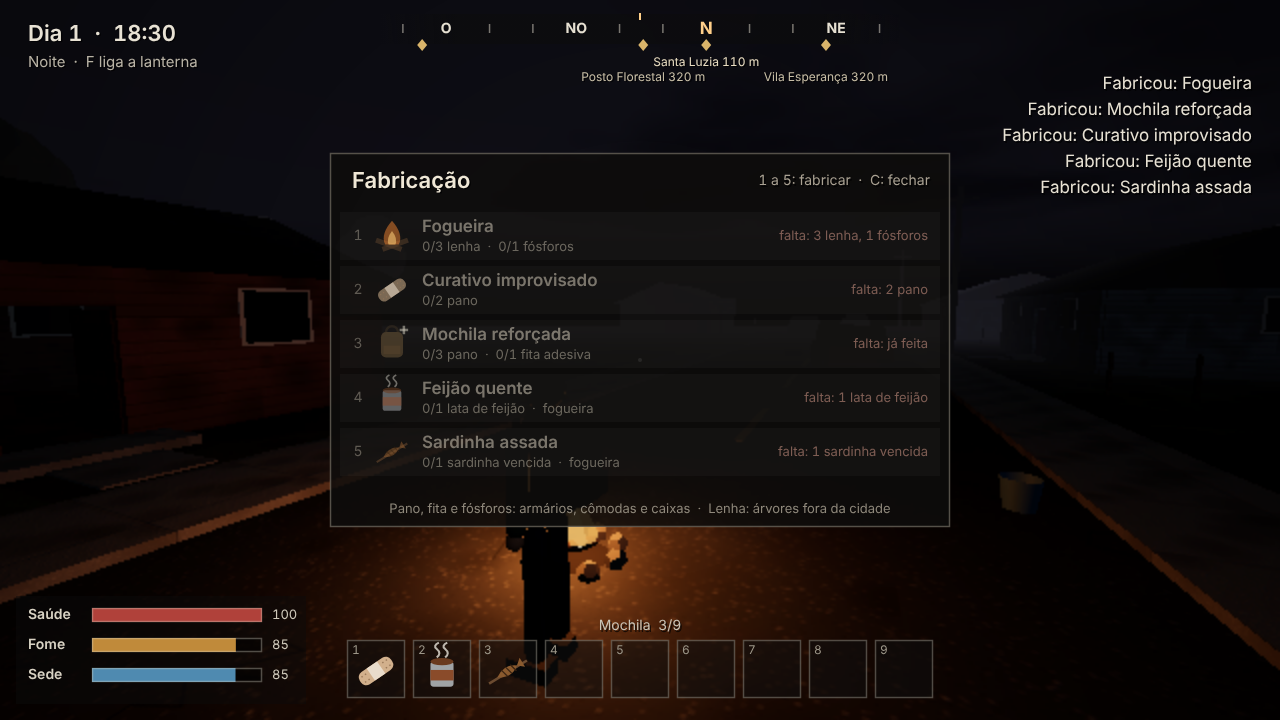 Dia 1 · 18:30
Noite · F liga a lanterna
O NO N NE
Santa Luzia 110 m
Posto Florestal 320 m Vila Esperança 320 m
Fabricou: Fogueira
Fabricou: Mochila reforçada
Fabricou: Curativo improvisado
Fabricou: Feijão quente
Fabricou: Sardinha assada
Fabricação
1 a 5: fabricar · C: fechar
1 Fogueira
0/3 lenha · 0/1 fósforos
falta: 3 lenha, 1 fósforos
2 Curativo improvisado
0/2 pano
falta: 2 pano
3 Mochila reforçada
0/3 pano · 0/1 fita adesiva
falta: já feita
4 Feijão quente
0/1 lata de feijão · fogueira
falta: 1 lata de feijão
5 Sardinha assada
0/1 sardinha vencida · fogueira
falta: 1 sardinha vencida
Pano, fita e fósforos: armários, cômodas e caixas · Lenha: árvores fora da cidade
Saúde 100
Fome 85
Sede 85
Mochila 3/9
1 2 3 4 5 6 7 8 9